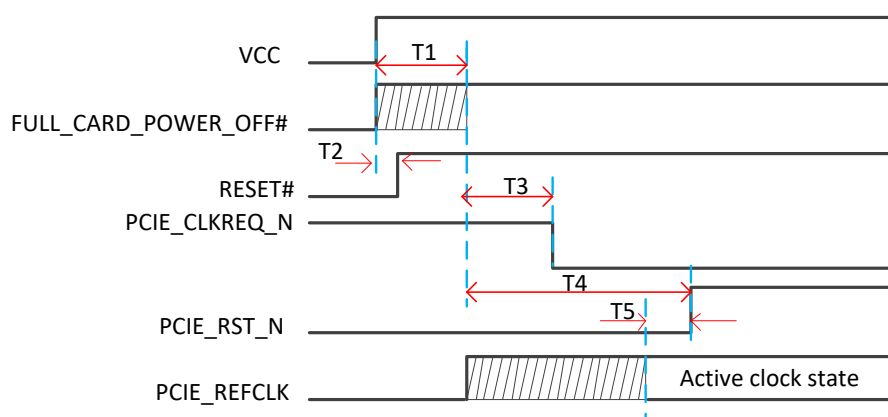 VCC
T1
FULL_CARD_POWER_OFF#
T2
RESET#
T3
PCIE_CLKREQ_N
T4
T5
PCIE_RST_N
PCIE_REFCLK
Active clock state